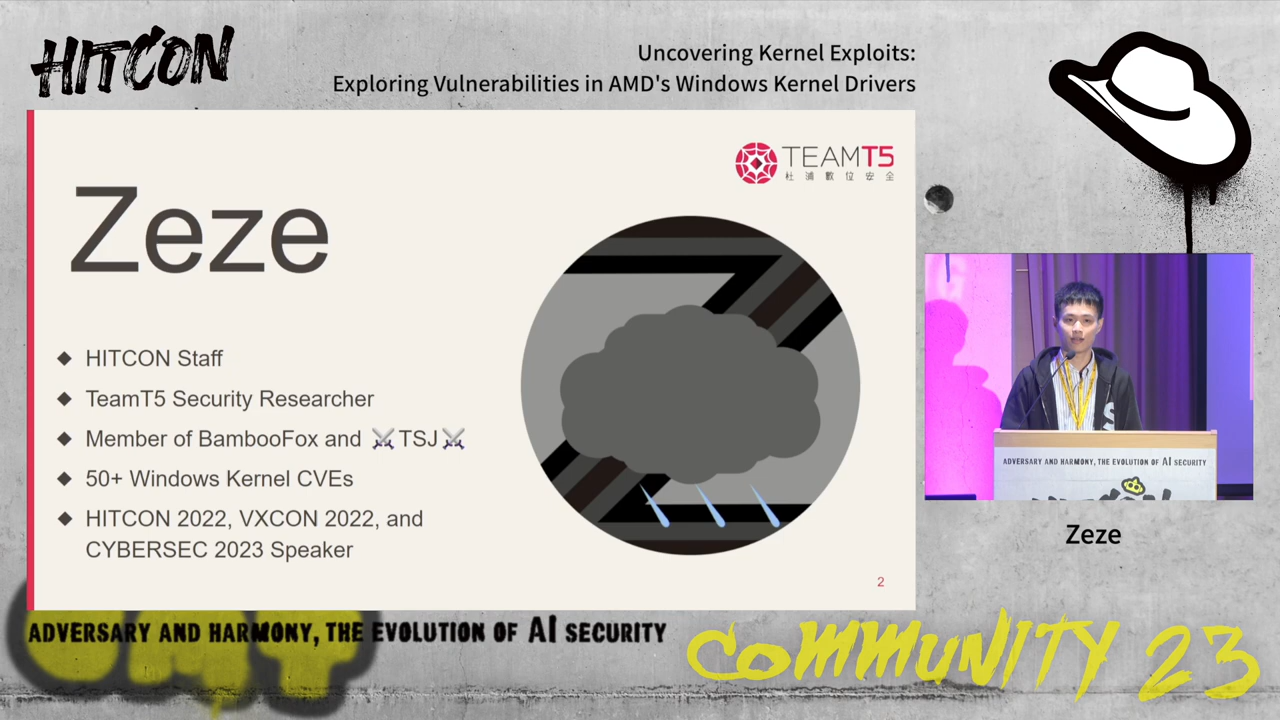 HITCON
Uncovering Kernel Exploits:
Exploring Vulnerabilities in AMD's Windows Kernel Drivers
TEAMT5
杜浦數位安全
Zeze
HITCON Staff
TeamT5 Security Researcher
Member of BambooFox and ⚔️TSJ⚔️
50+ Windows Kernel CVEs
HITCON 2022, VXCON 2022, and
CYBERSEC 2023 Speaker
2
ADVERSARY AND HARMONY, THE EVOLUTION OF AI SECURITY
Zeze
ADVERSARY AND HARMONY, THE EVOLUTION OF AI SECURITY
COMMUNITY 23